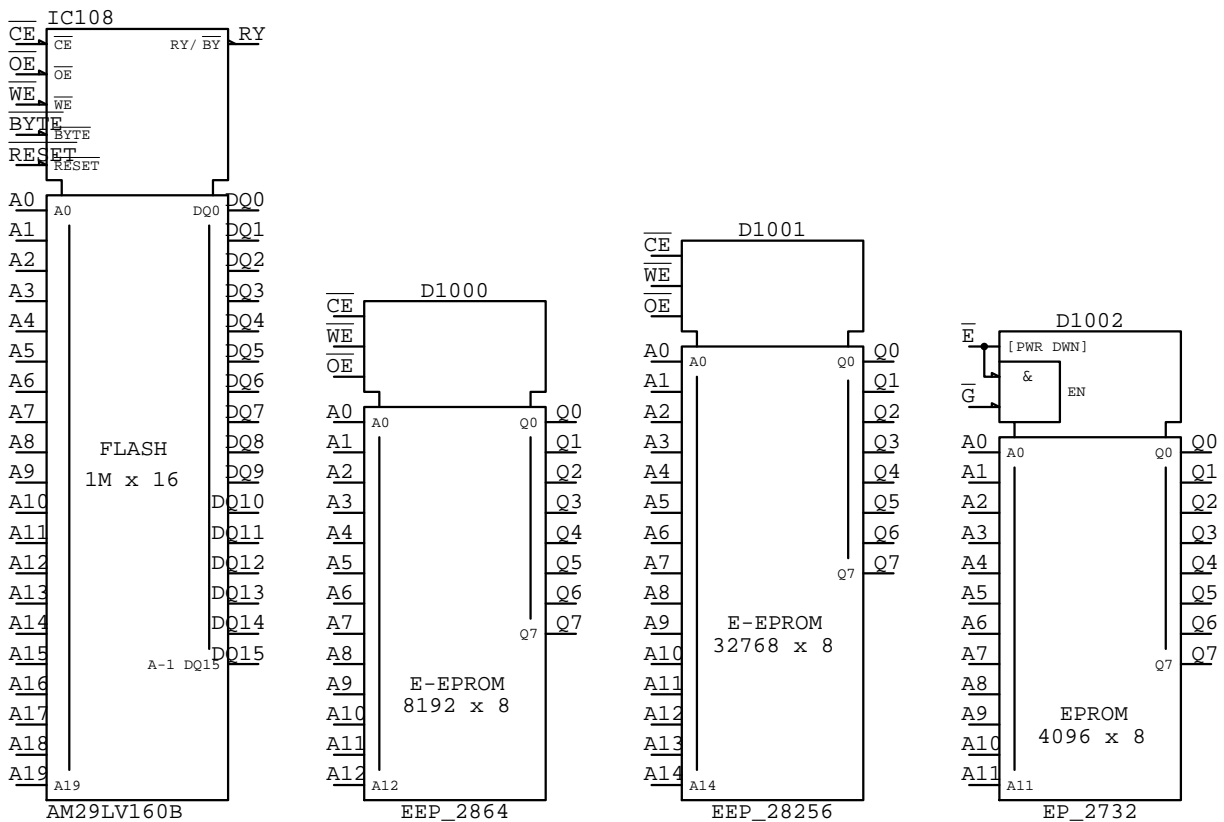 IC108
CE
CE
RY/ BY
RY
OE
OE
WE
WE
BYTE
BYTE
RESET
RESET
A0
A0
DQ0
DQ0
A1
DQ1
A2
DQ2
A3
DQ3
A4
DQ4
A5
DQ5
A6
DQ6
A7
DQ7
A8
DQ8
A9
DQ9
A10
DQ10
A11
DQ11
A12
DQ12
A13
DQ13
A14
DQ14
A15
A-1 DQ15
DQ15
A16
A17
A18
A19
A19
FLASH
1M x 16
AM29LV160B
D1000
CE
WE
OE
A0
A0
Q0
Q0
A1
Q1
A2
Q2
A3
Q3
A4
Q4
A5
Q5
A6
Q6
A7
Q7
Q7
A8
A9
A10
A11
A12
A12
E-EPROM
8192 x 8
EEP_2864
D1001
CE
WE
OE
A0
A0
Q0
Q0
A1
Q1
A2
Q2
A3
Q3
A4
Q4
A5
Q5
A6
Q6
A7
Q7
Q7
A8
A9
A10
A11
A12
A13
A14
A14
E-EPROM
32768 x 8
EEP_28256
D1002
E
[PWR DWN]
&
EN
G
A0
A0
Q0
Q0
A1
Q1
A2
Q2
A3
Q3
A4
Q4
A5
Q5
A6
Q6
A7
Q7
Q7
A8
A9
A10
A11
A11
EPROM
4096 x 8
EP_2732